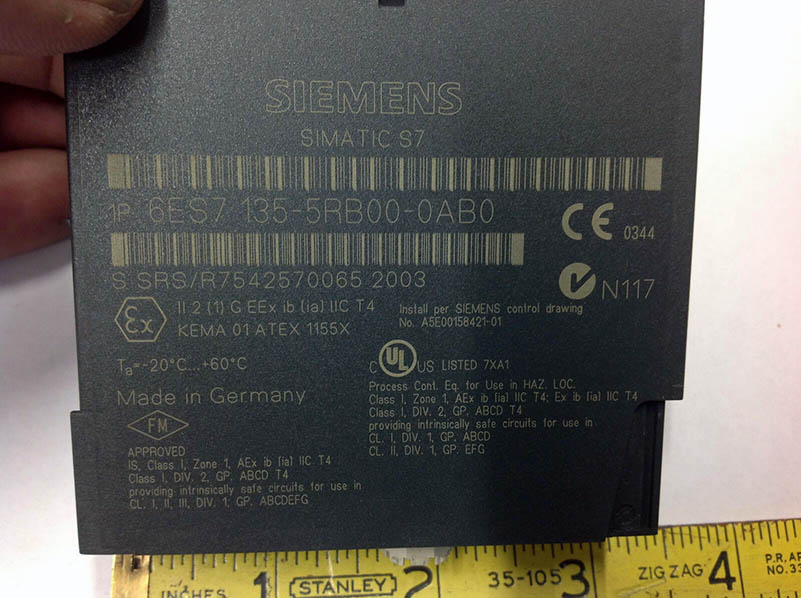 SIEMENS
SIMATIC S7
1P 6ES7 135-5RB00-0AB0
CE 0344
S SRS/R7542570065 2003
N117
Ex
II 2 (1) G EEx ib [ia] IIC T4
KEMA 01 ATEX 1155X
Install per SIEMENS control drawing
No. A5E00158421-01
Ta=-20°C...+60°C
C UL US LISTED 7XA1
Made in Germany
Process Cont. Eq. for Use in HAZ. LOC.
Class I, Zone 1, AEx ib [ia] IIC T4; Ex ib [ia] IIC T4
Class I, DIV. 2, GP. ABCD T4
providing intrinsically safe circuits for use in
CL. I, DIV. 1, GP. ABCD
CL. II, DIV. 1, GP. EFG
FM
APPROVED
IS, Class I, Zone 1, AEx ib [ia] IIC T4
Class I, DIV. 2, GP. ABCD T4
providing intrinsically safe circuits for use in
CL. I, II, III, DIV. 1, GP. ABCDEFG
INCHES 1 STANLEY 2 35-105 3 ZIG ZAG 4
P.R. AR
NO. 33